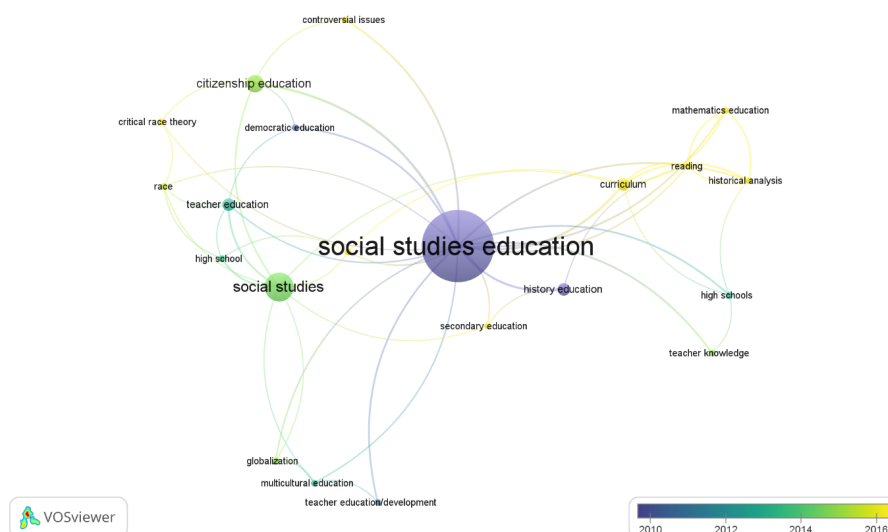 controversial issues
citizenship education
mathematics education
critical race theory
democratic education
reading
race
curriculum
historical analysis
teacher education
social studies education
high school
social studies
history education
high schools
secondary education
teacher knowledge
globalization
multicultural education
teacher education/development
VOSviewer
2010 2012 2014 2016